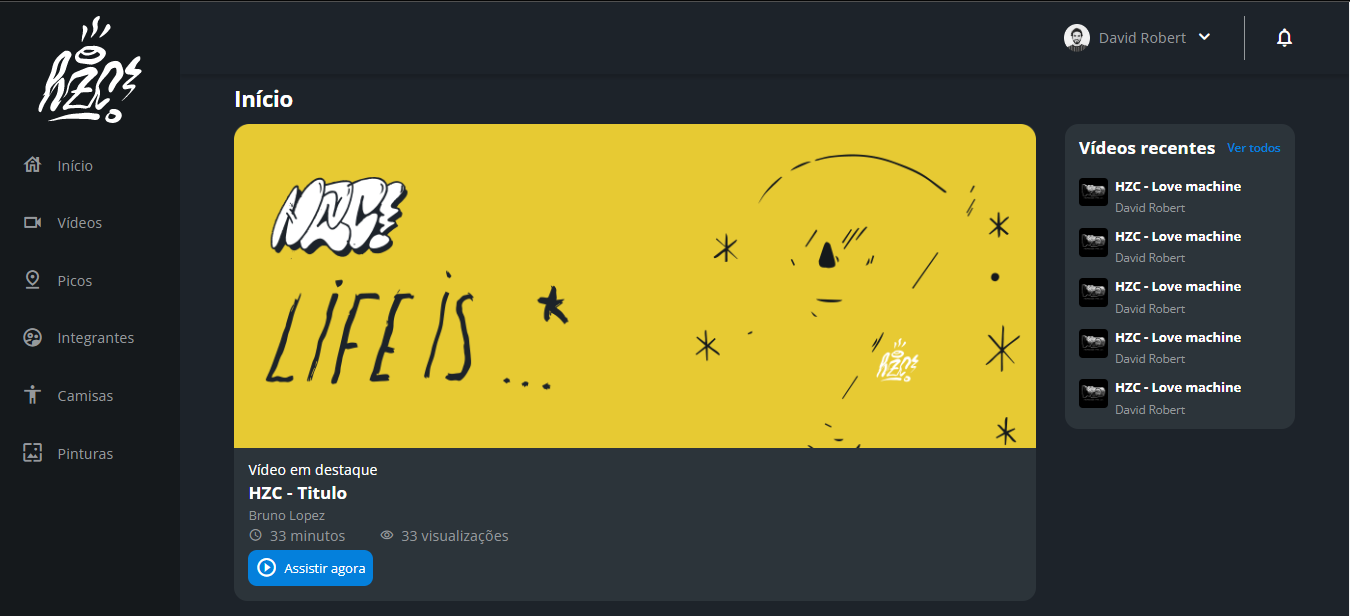 HZC!
David Robert
Início
Vídeos
Picos
Integrantes
Camisas
Pinturas
Início
HZC!
LIFE IS ...
HZC!
Vídeo em destaque
HZC - Titulo
Bruno Lopez
33 minutos
33 visualizações
Assistir agora
Vídeos recentes
Ver todos
HZC - Love machine
David Robert
HZC - Love machine
David Robert
HZC - Love machine
David Robert
HZC - Love machine
David Robert
HZC - Love machine
David Robert